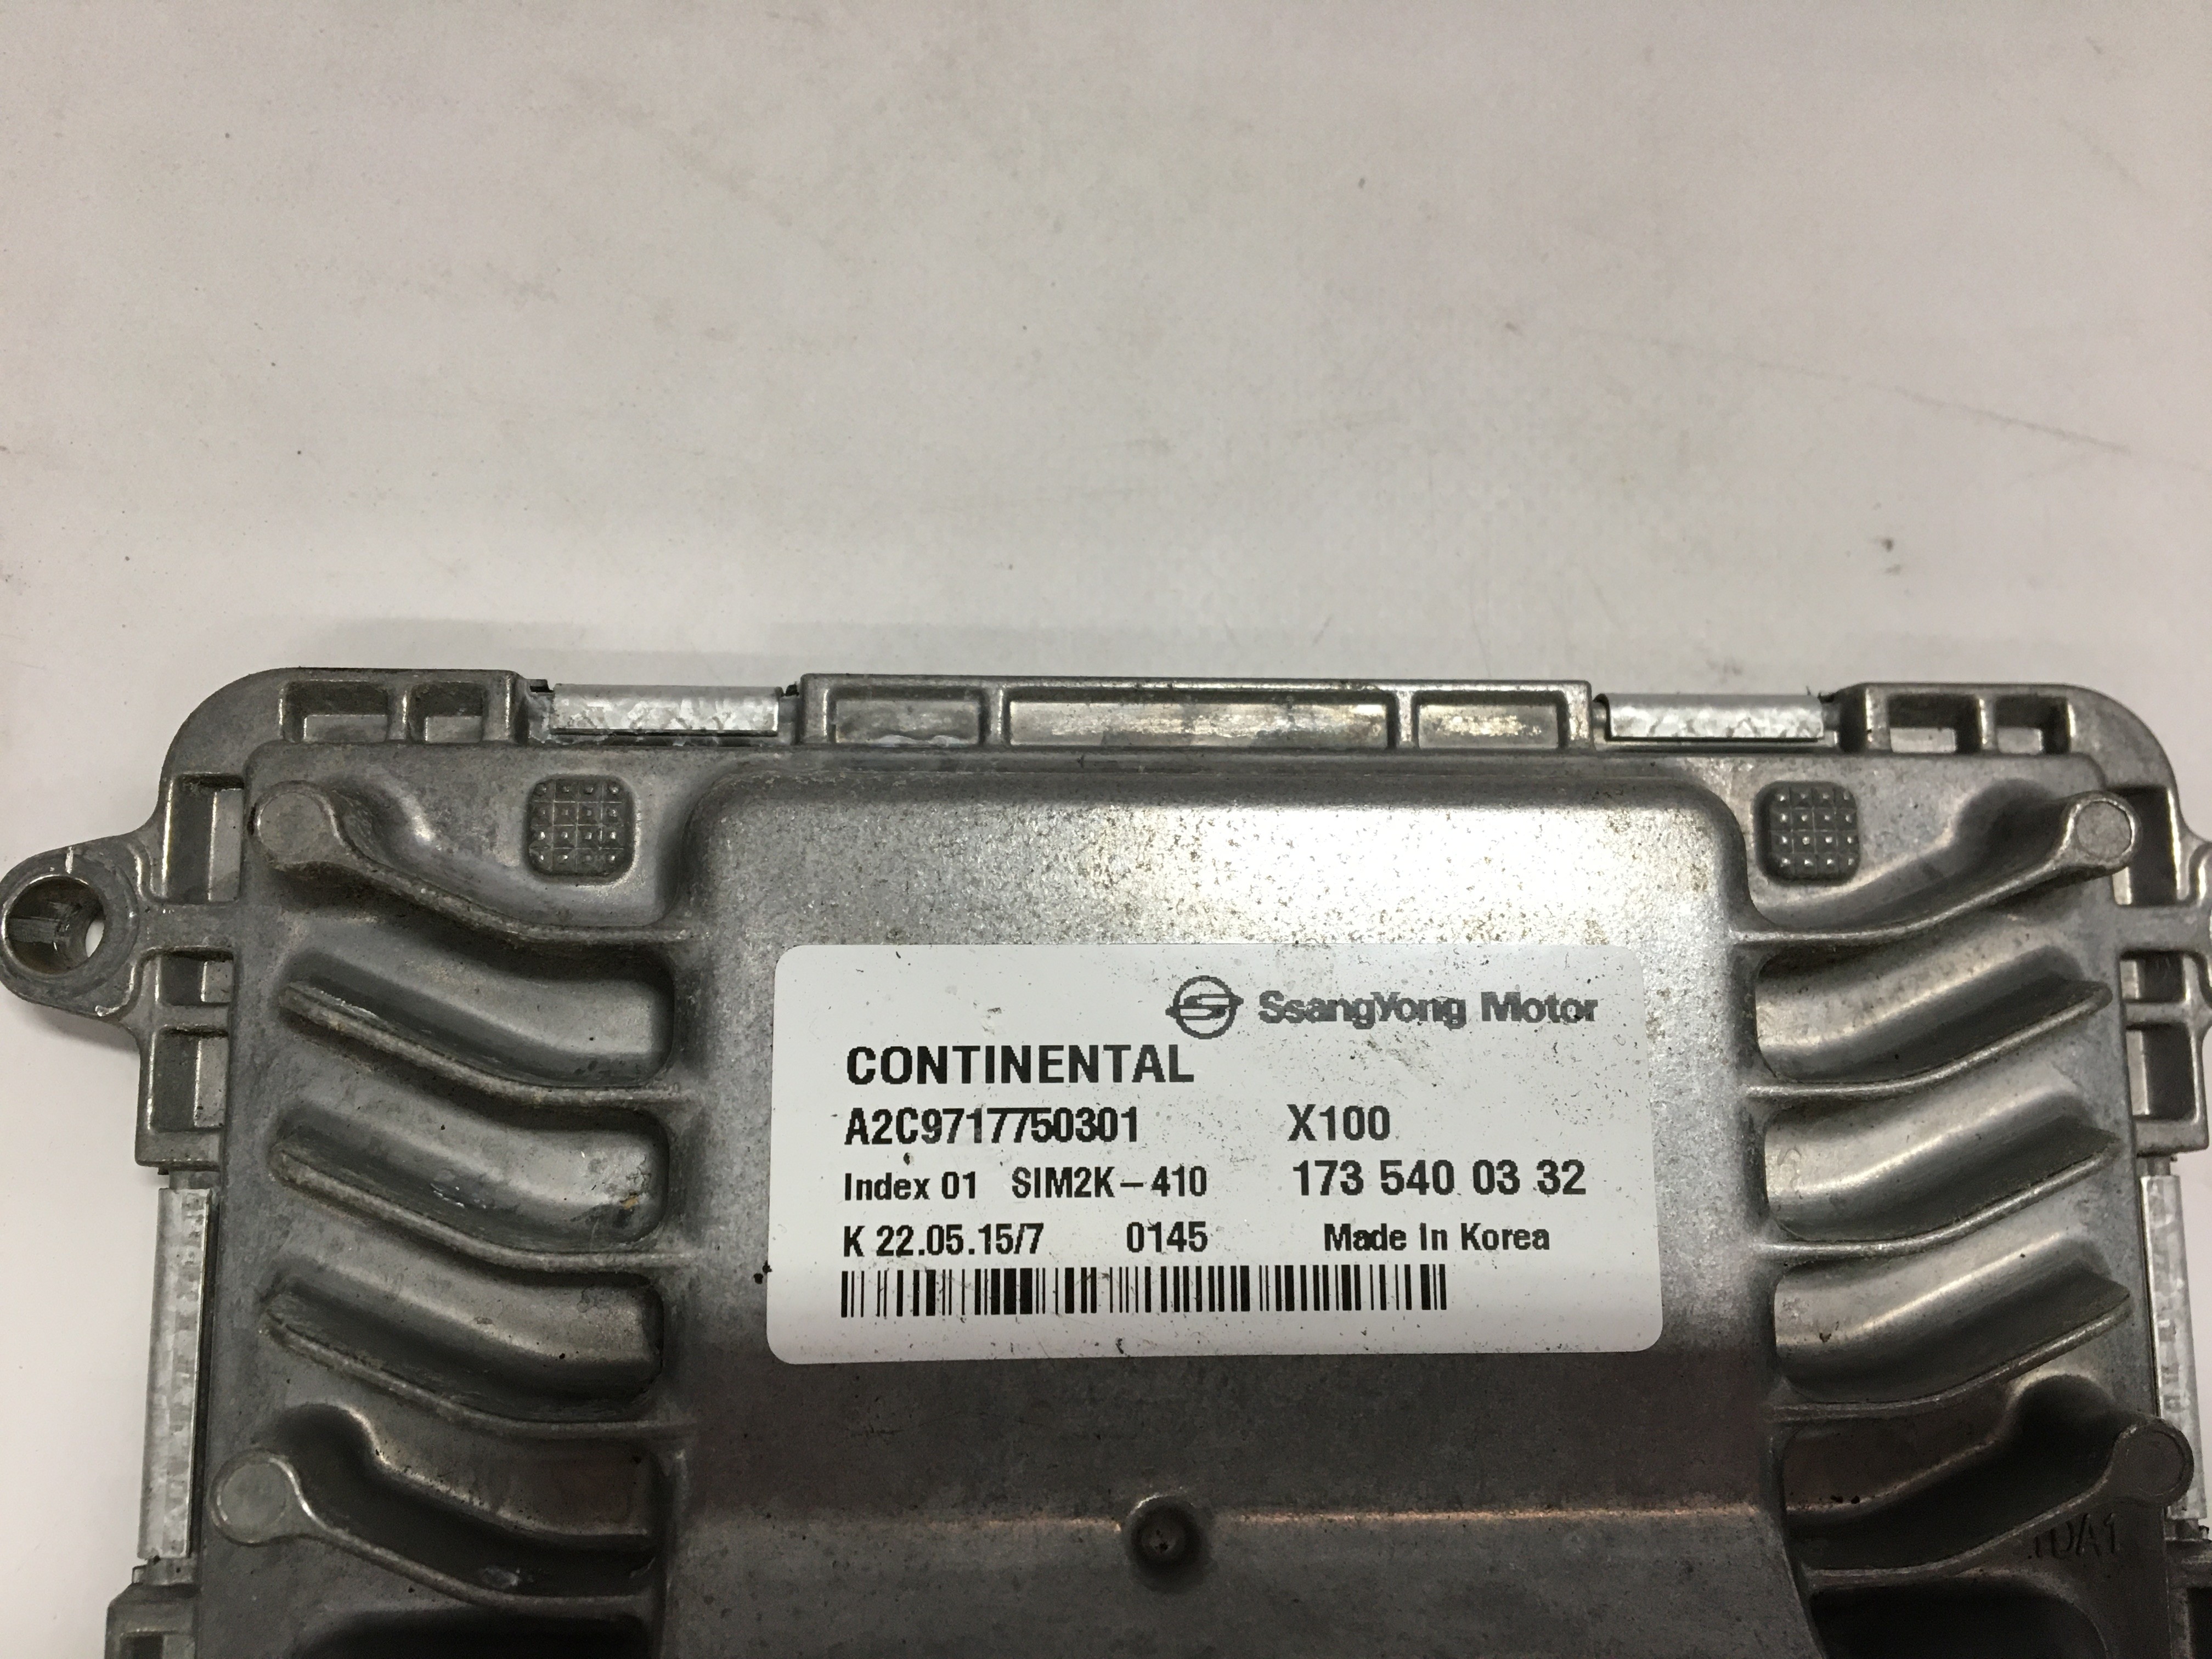 SsangYong Motor
CONTINENTAL
A2C9717750301 X100
Index 01 SIM2K-410 173 540 03 32
K 22.05.15/7 0145 Made In Korea